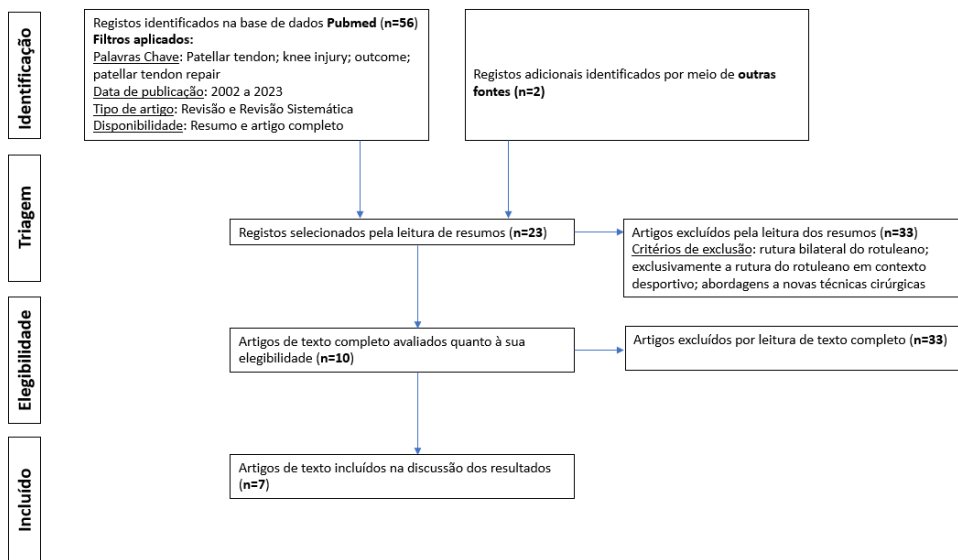 Identificação
Registos identificados na base de dados Pubmed (n=56)
Filtros aplicados:
Palavras Chave: Patellar tendon; knee injury; outcome;
patellar tendon repair
Data de publicação: 2002 a 2023
Tipo de artigo: Revisão e Revisão Sistemática
Disponibilidade: Resumo e artigo completo
Registos adicionais identificados por meio de outras
fontes (n=2)
Triagem
Registos selecionados pela leitura de resumos (n=23)
Artigos excluídos pela leitura dos resumos (n=33)
Critérios de exclusão: rutura bilateral do rotuleano;
exclusivamente a rutura do rotuleano em contexto
desportivo; abordagens a novas técnicas cirúrgicas
Elegibilidade
Artigos de texto completo avaliados quanto à sua
elegibilidade (n=10)
Artigos excluídos por leitura de texto completo (n=33)
Incluído
Artigos de texto incluídos na discussão dos resultados
(n=7)